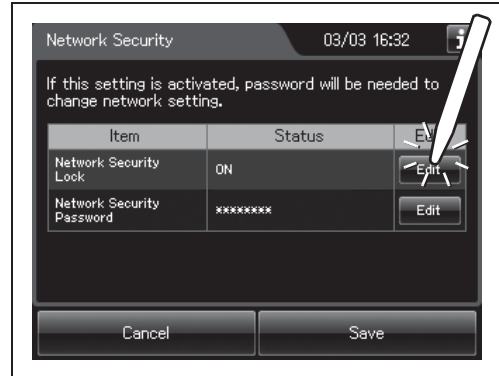 Network Security 03/03 16:32
If this setting is activated, password will be needed to
change network setting.
Item Status
Network Security
Lock
ON
Edit
Network Security
Password
********
Edit
Cancel Save